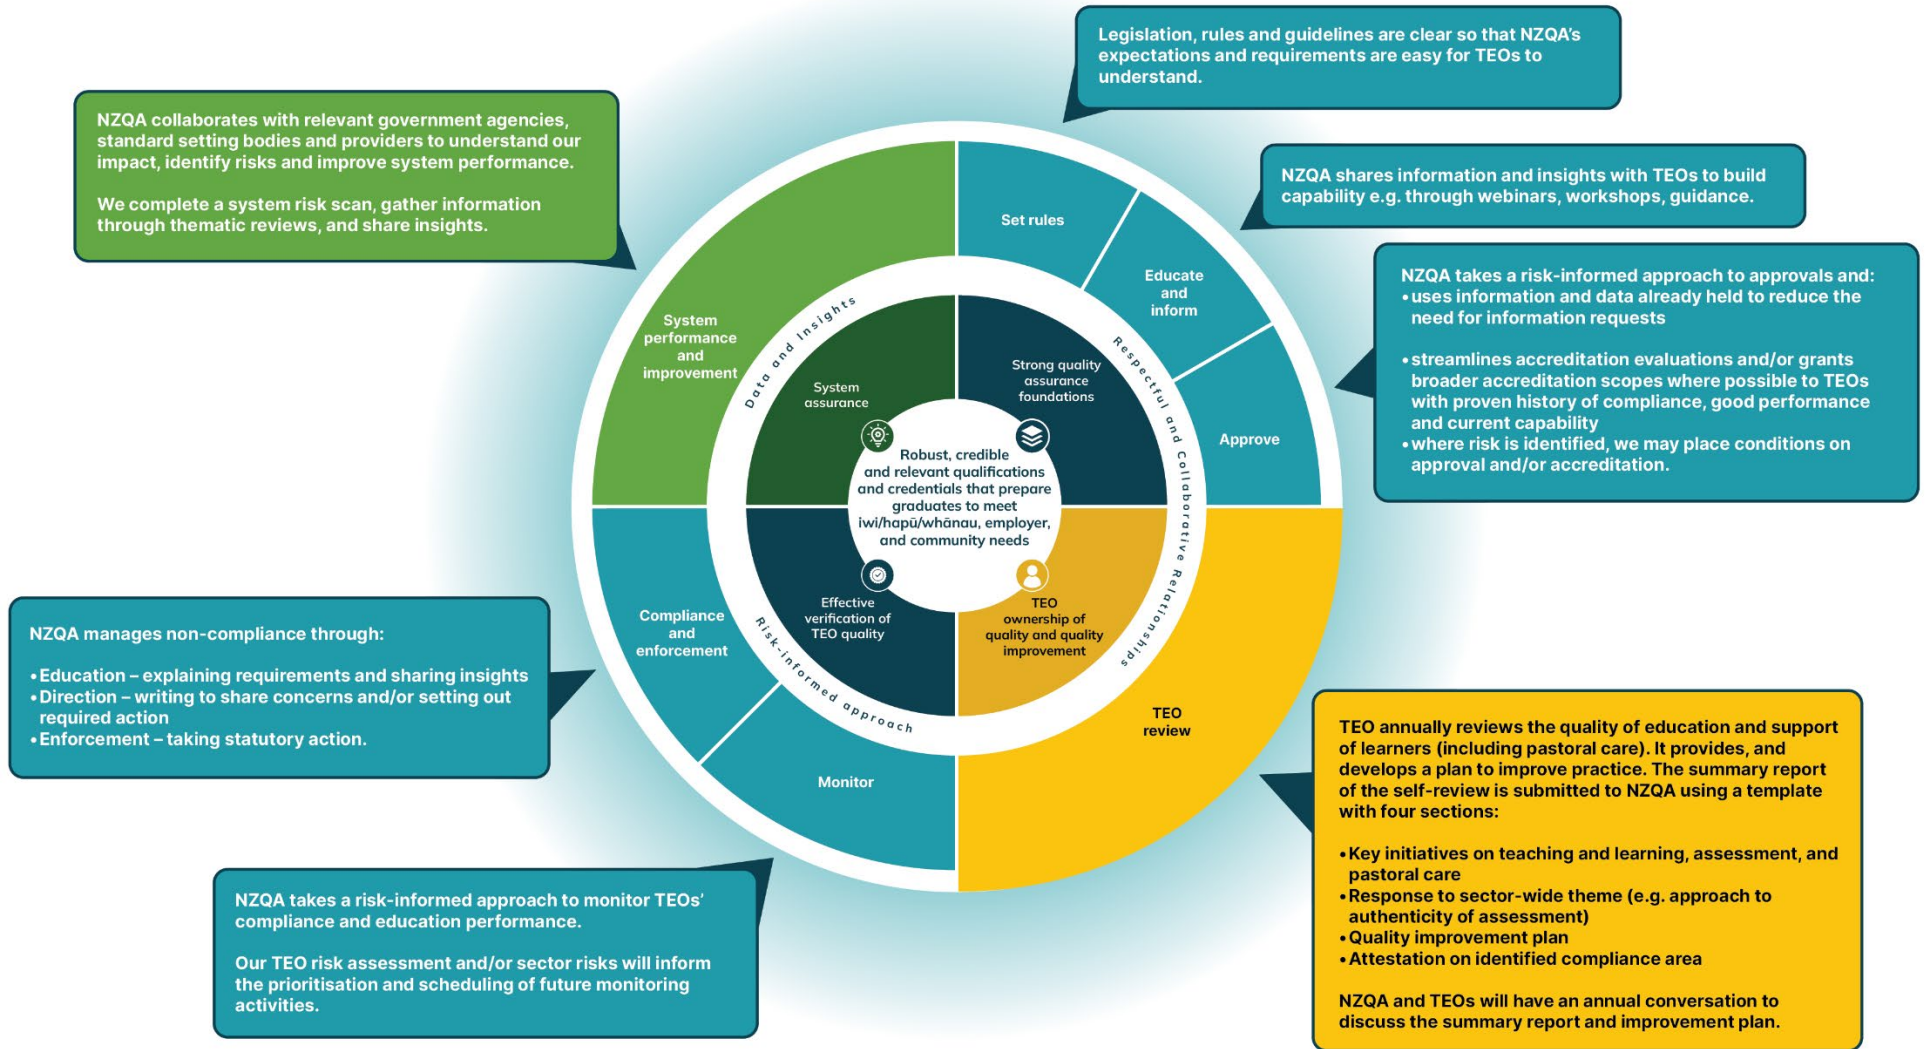 Legislation, rules and guidelines are clear so that NZQA's
expectations and requirements are easy for TEOs to
understand.
NZQA collaborates with relevant government agencies,
standard setting bodies and providers to understand our
impact, identify risks and improve system performance.
We complete a system risk scan, gather information
through thematic reviews, and share insights.
NZQA shares information and insights with TEOs to build
capability e.g. through webinars, workshops, guidance.
NZQA takes a risk-informed approach to approvals and:
•uses information and data already held to reduce the
need for information requests
•streamlines accreditation evaluations and/or grants
broader accreditation scopes where possible to TEOs
with proven history of compliance, good performance
and current capability
•where risk is identified, we may place conditions on
approval and/or accreditation.
Set rules
Educate
and
inform
Approve
System
performance
and
improvement
Data and Insights
Respectful and Collaborative Relationships
System
assurance
Strong quality
assurance
foundations
Robust, credible
and relevant qualifications
and credentials that prepare
graduates to meet
iwi/hapū/whānau, employer,
and community needs
Effective
verification of
TEO quality
TEO
ownership of
quality and quality
improvement
Risk-informed approach
Compliance
and
enforcement
Monitor
TEO
review
NZQA manages non-compliance through:
•Education – explaining requirements and sharing insights
•Direction – writing to share concerns and/or setting out
required action
•Enforcement – taking statutory action.
NZQA takes a risk-informed approach to monitor TEOs'
compliance and education performance.
Our TEO risk assessment and/or sector risks will inform
the prioritisation and scheduling of future monitoring
activities.
TEO annually reviews the quality of education and support
of learners (including pastoral care). It provides, and
develops a plan to improve practice. The summary report
of the self-review is submitted to NZQA using a template
with four sections:
•Key initiatives on teaching and learning, assessment, and
pastoral care
•Response to sector-wide theme (e.g. approach to
authenticity of assessment)
•Quality improvement plan
•Attestation on identified compliance area
NZQA and TEOs will have an annual conversation to
discuss the summary report and improvement plan.